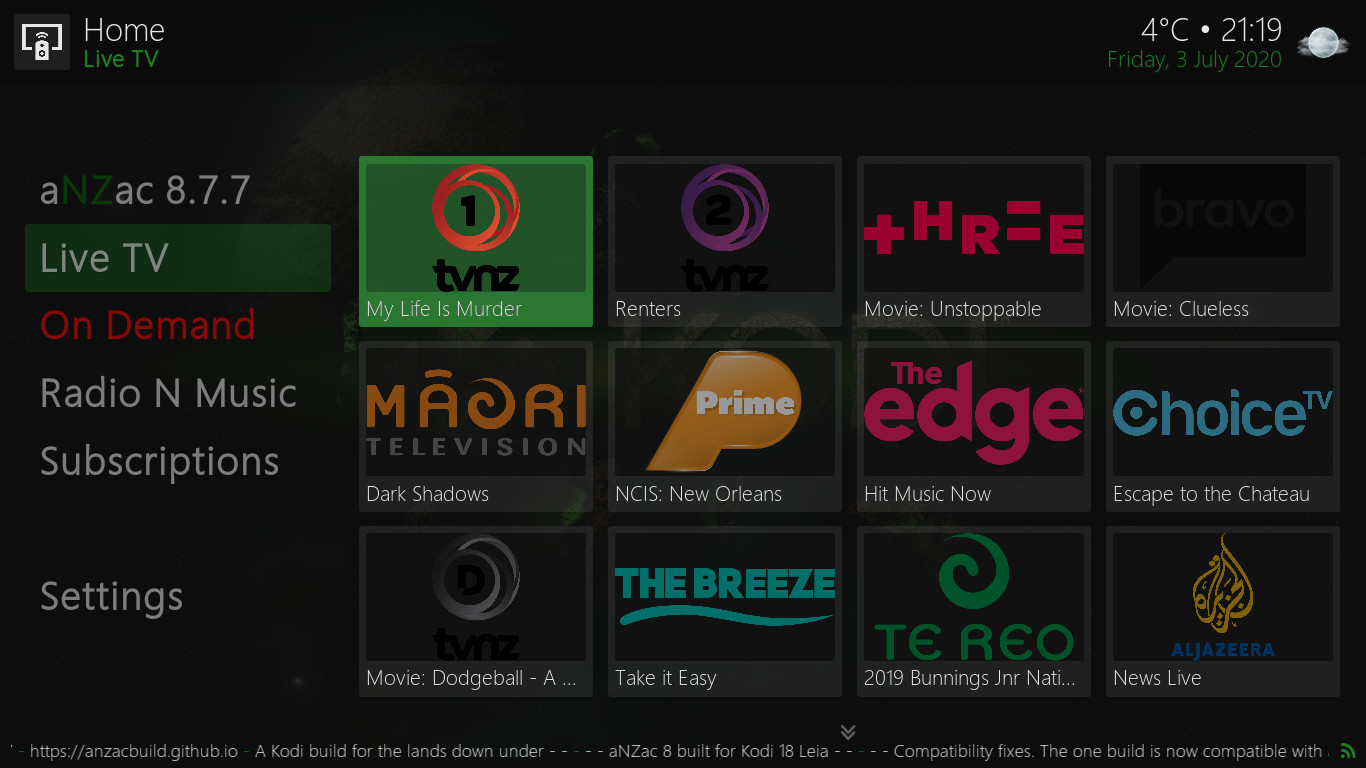 Home
Live TV
4°C • 21:19
Friday, 3 July 2020
aNZac 8.7.7
Live TV
On Demand
Radio N Music
Subscriptions
Settings
1
tvnz
My Life Is Murder
2
tvnz
Renters
+HR=E
Movie: Unstoppable
bravo
Movie: Clueless
MĀORI
TELEVISION
Dark Shadows
Prime
NCIS: New Orleans
The
edge
Hit Music Now
Choice TV
Escape to the Chateau
D
tvnz
Movie: Dodgeball - A ...
THE BREEZE
Take it Easy
TE REO
2019 Bunnings Jnr Nati...
ALJAZEERA
News Live
- https://anzacbuild.github.io - A Kodi build for the lands down under - - - - - aNZac 8 built for Kodi 18 Leia - - - - - Compatibility fixes. The one build is now compatible with